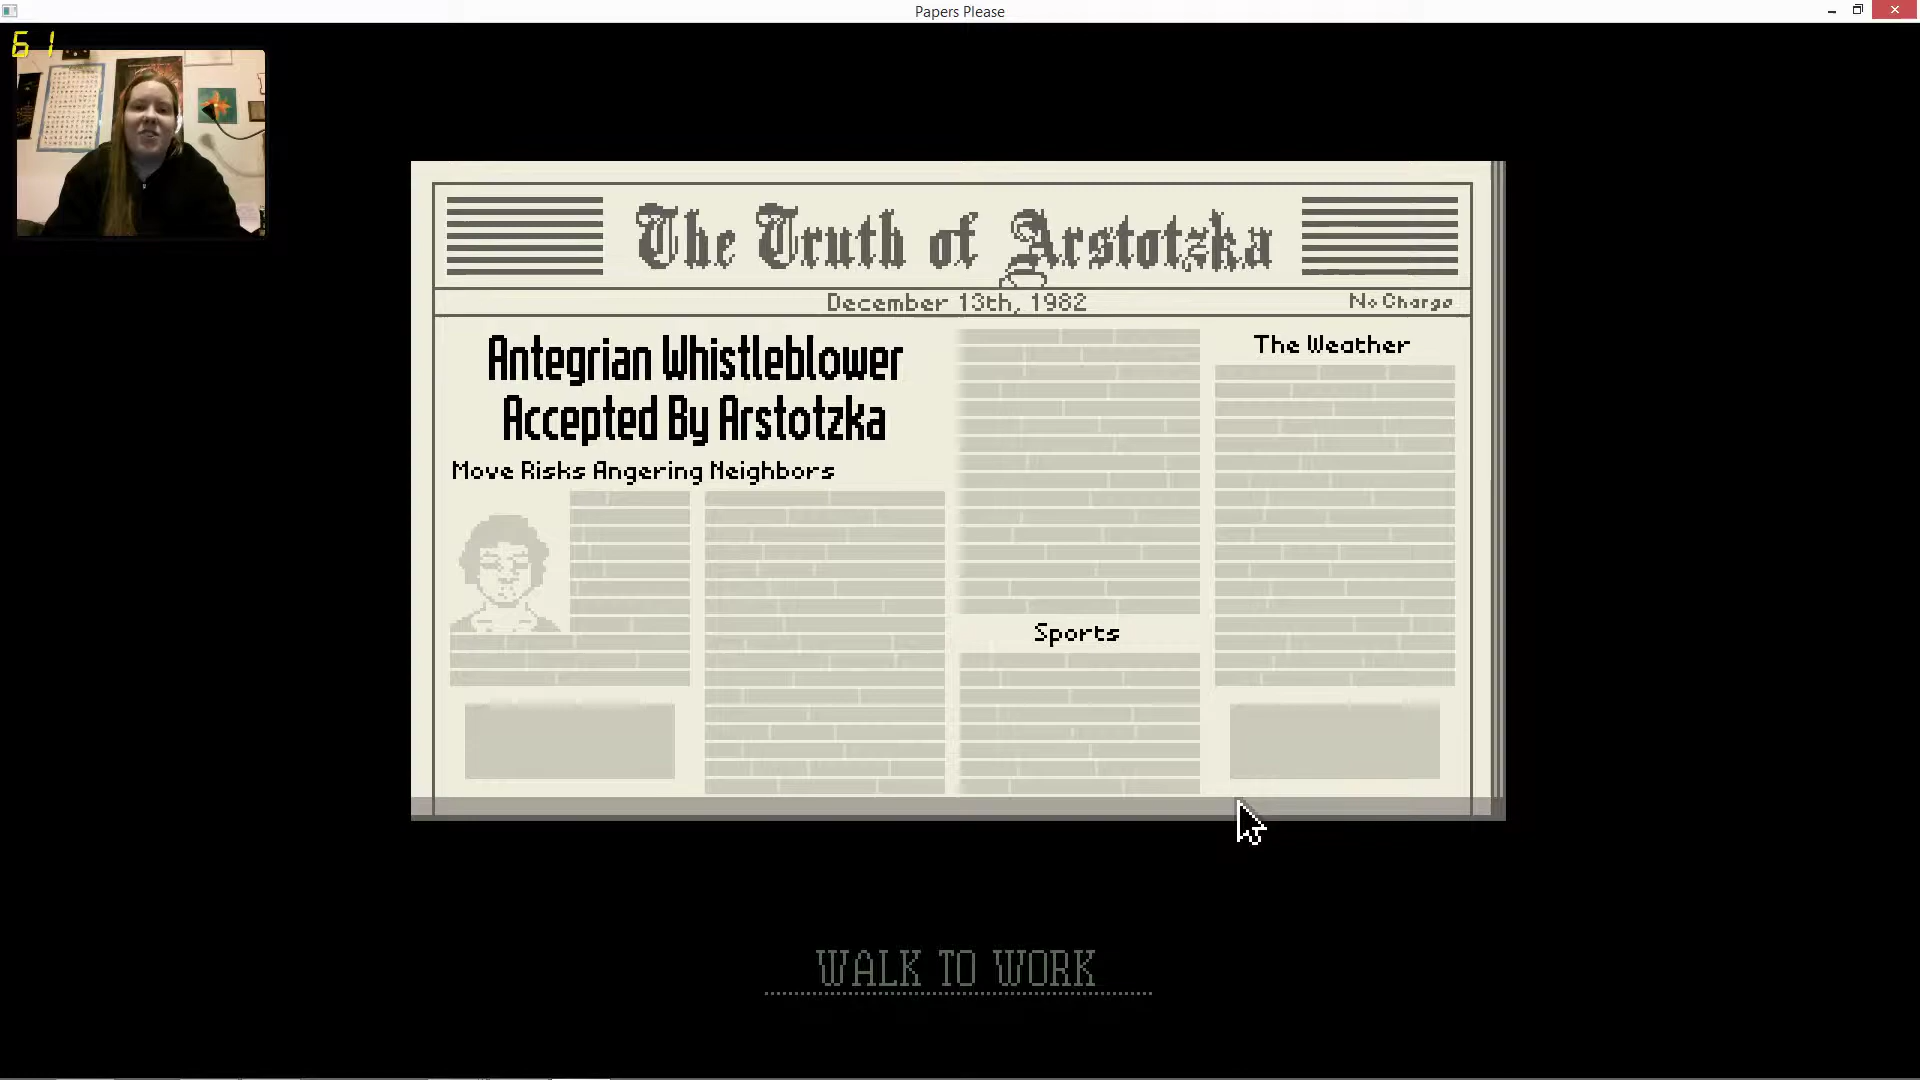 Papers Please
61
The Truth of Arstotzka
December 13th, 1982
No Charge
Antegrian Whistleblower
Accepted By Arstotzka
Move Risks Angering Neighbors
The Weather
Sports
WALK TO WORK